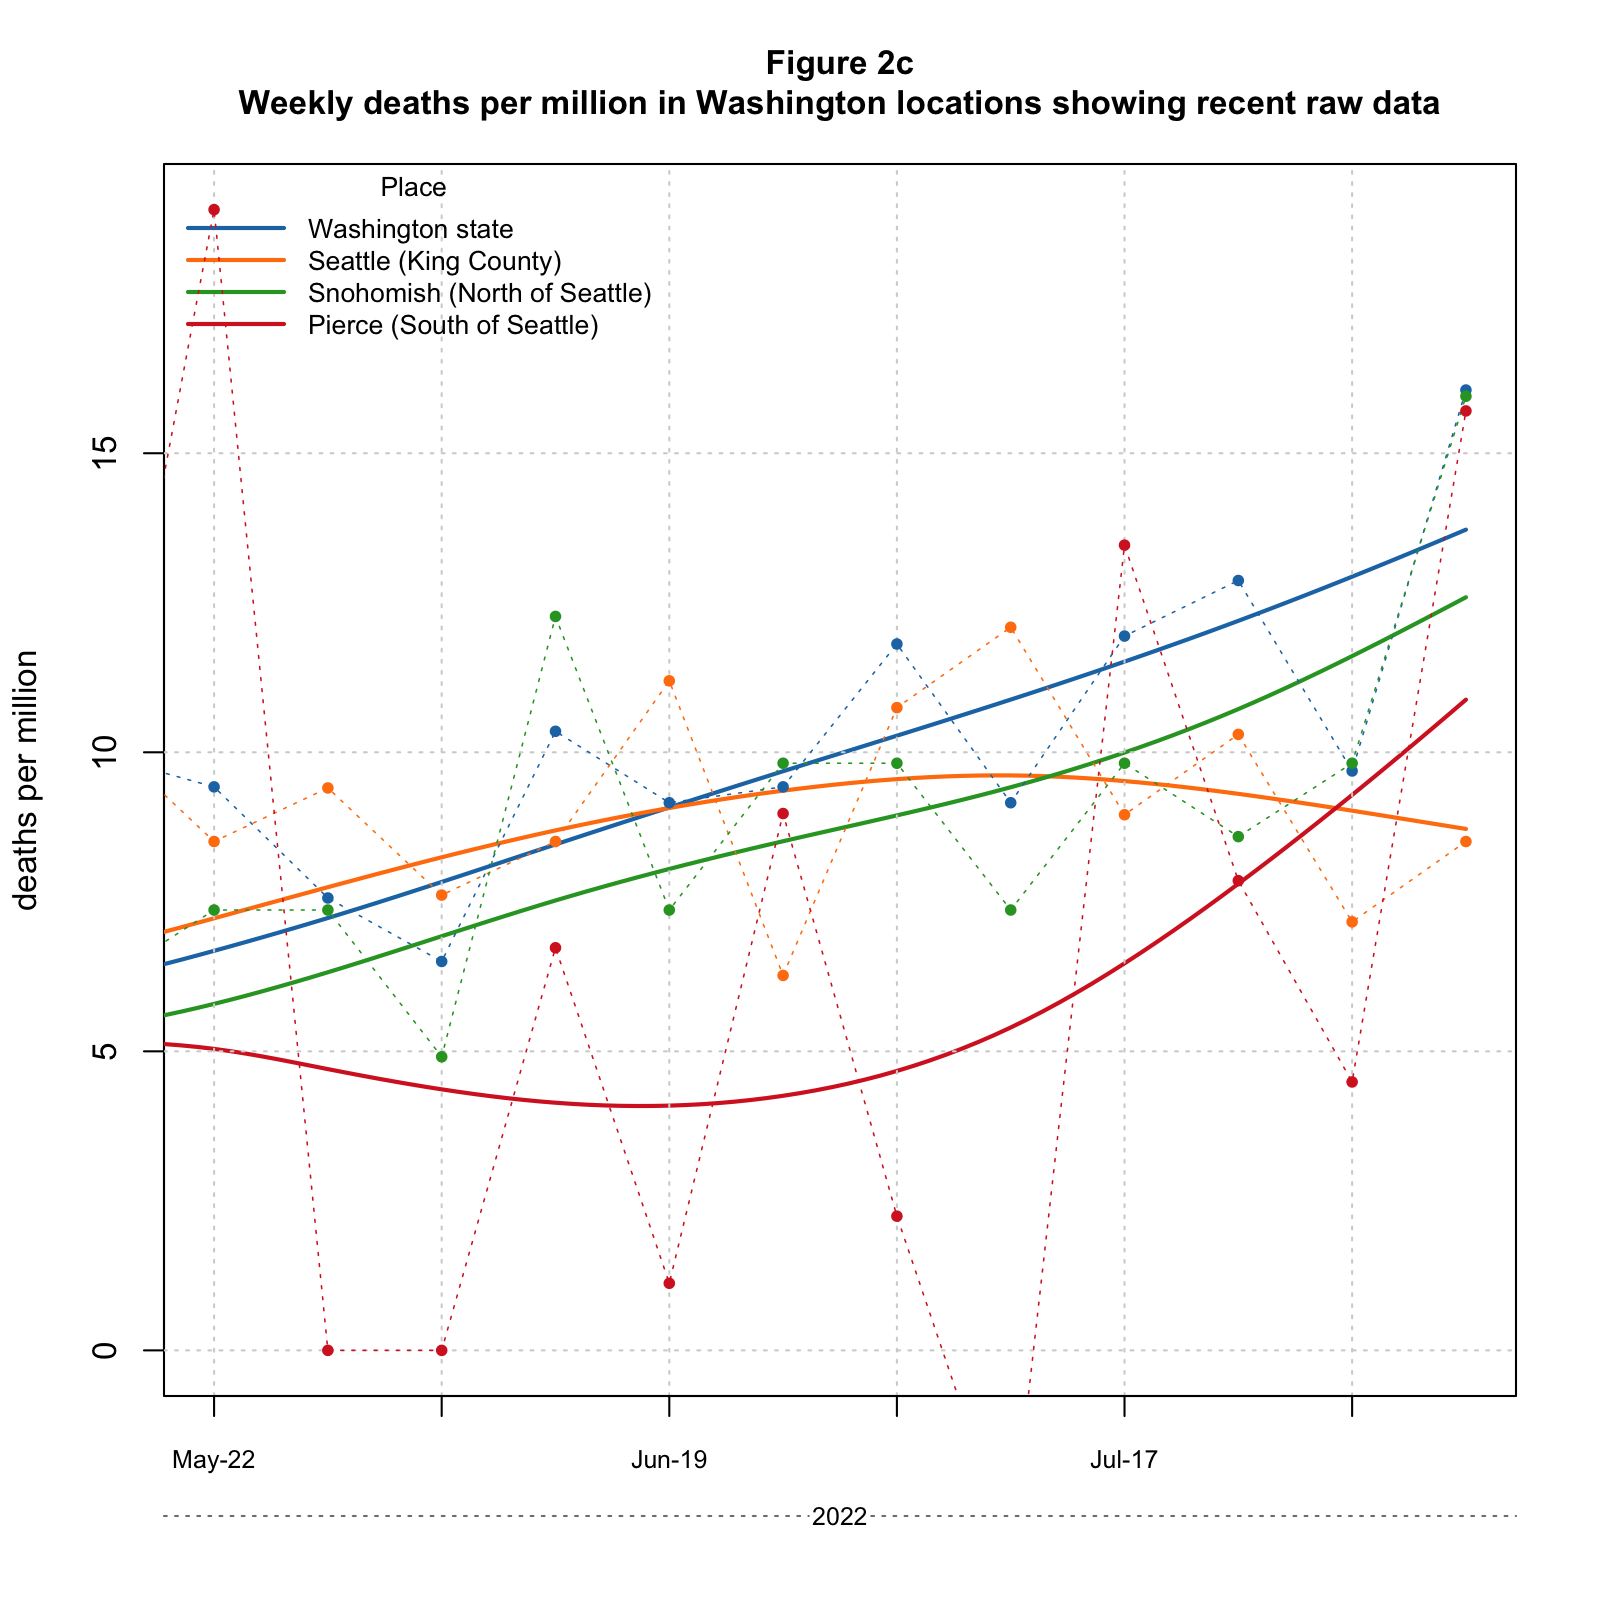 Figure 2c
Weekly deaths per million in Washington locations showing recent raw data
Place
Washington state
Seattle (King County)
Snohomish (North of Seattle)
Pierce (South of Seattle)
deaths per million
15
10
5
0
May-22
Jun-19
Jul-17
2022